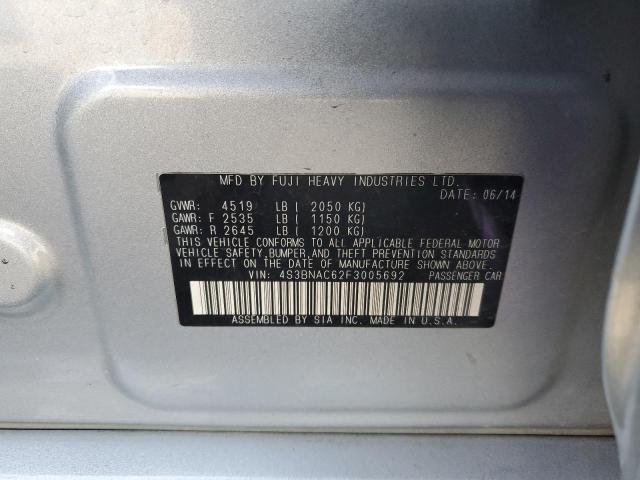 MFD BY FUJI HEAVY INDUSTRIES LTD.
DATE: 06/14
GVWR: 4519 LB ( 2050 KG)
GAWR: F 2535 LB ( 1150 KG)
GAWR: R 2645 LB ( 1200 KG)
THIS VEHICLE CONFORMS TO ALL APPLICABLE FEDERAL MOTOR
VEHICLE SAFETY, BUMPER, AND THEFT PREVENTION STANDARDS
IN EFFECT ON THE DATE OF MANUFACTURE SHOWN ABOVE.
VIN: 4S3BNAC62F3005692 PASSENGER CAR
ASSEMBLED BY SIA INC. MADE IN U.S.A.